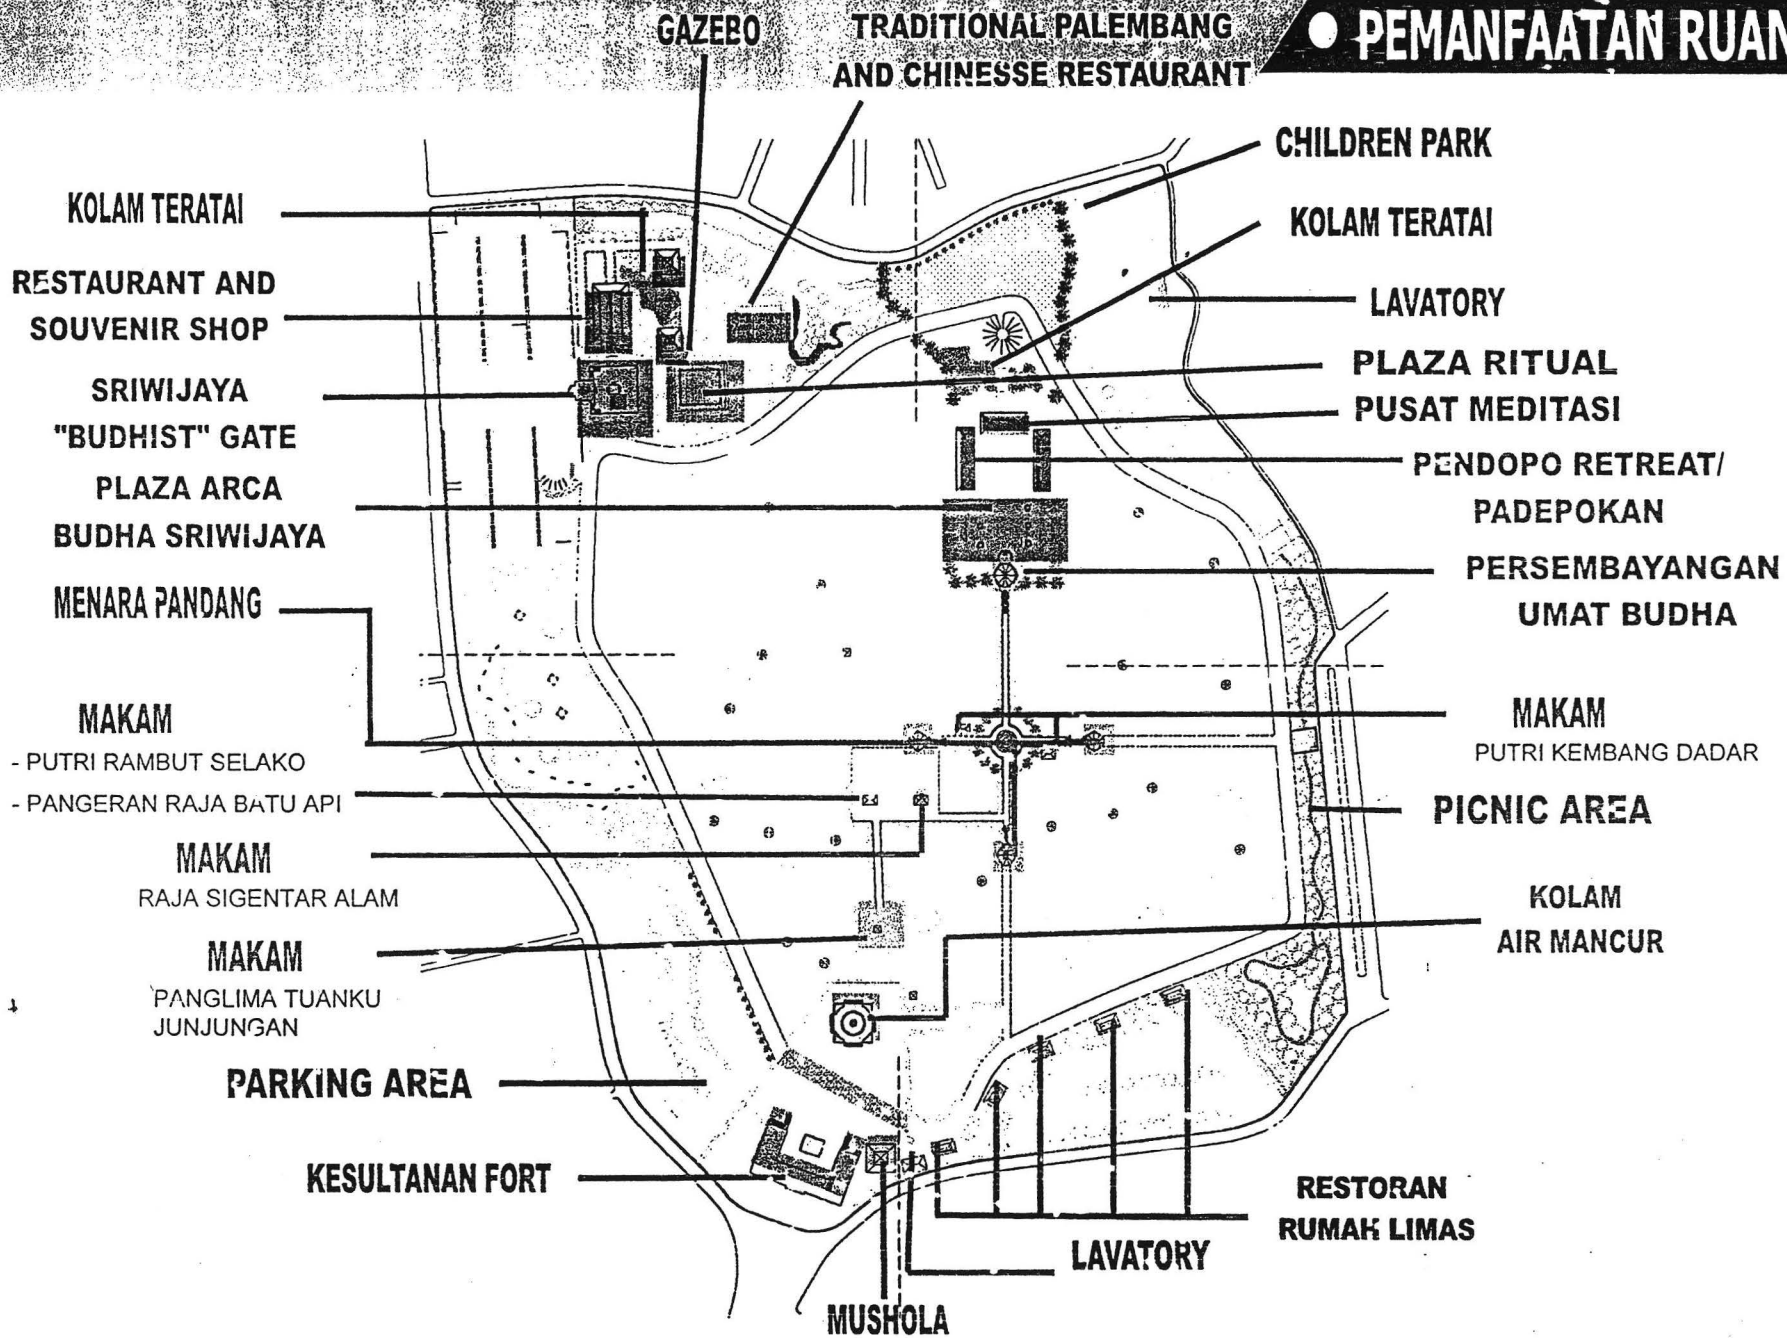 GAZEBO
TRADITIONAL PALEMBANG
AND CHINESSE RESTAURANT
• PEMANFAATAN RUAN
CHILDREN PARK
KOLAM TERATAI
KOLAM TERATAI
RESTAURANT AND
SOUVENIR SHOP
LAVATORY
SRIWIJAYA
"BUDHIST" GATE
PLAZA RITUAL
PUSAT MEDITASI
PLAZA ARCA
BUDHA SRIWIJAYA
PENDOPO RETREAT/
PADEPOKAN
MENARA PANDANG
PERSEMBAYANGAN
UMAT BUDHA
MAKAM
- PUTRI RAMBUT SELAKO
- PANGERAN RAJA BATU API
MAKAM
PUTRI KEMBANG DADAR
PICNIC AREA
MAKAM
RAJA SIGENTAR ALAM
KOLAM
AIR MANCUR
MAKAM
PANGLIMA TUANKU
JUNJUNGAN
PARKING AREA
KESULTANAN FORT
RESTORAN
RUMAH LIMAS
LAVATORY
MUSHOLA